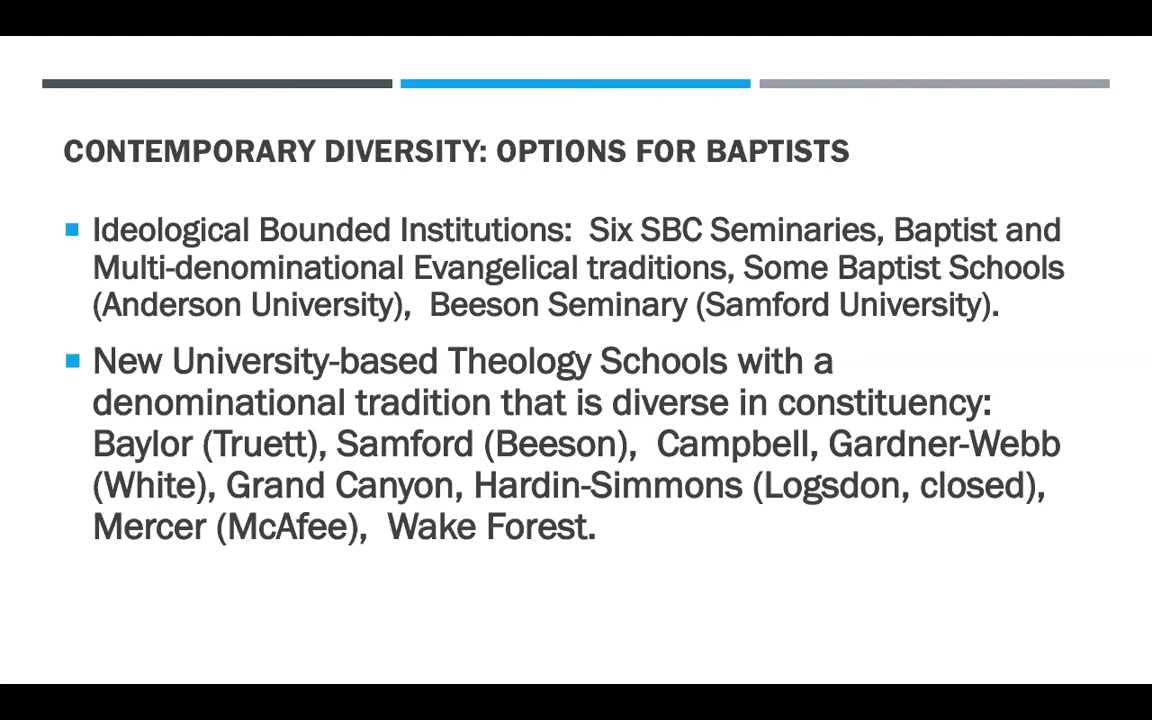 CONTEMPORARY DIVERSITY: OPTIONS FOR BAPTISTS
Ideological Bounded Institutions: Six SBC Seminaries, Baptist and
Multi-denominational Evangelical traditions, Some Baptist Schools
(Anderson University), Beeson Seminary (Samford University).
New University-based Theology Schools with a
denominational tradition that is diverse in constituency:
Baylor (Truett), Samford (Beeson), Campbell, Gardner-Webb
(White), Grand Canyon, Hardin-Simmons (Logsdon, closed),
Mercer (McAfee), Wake Forest.